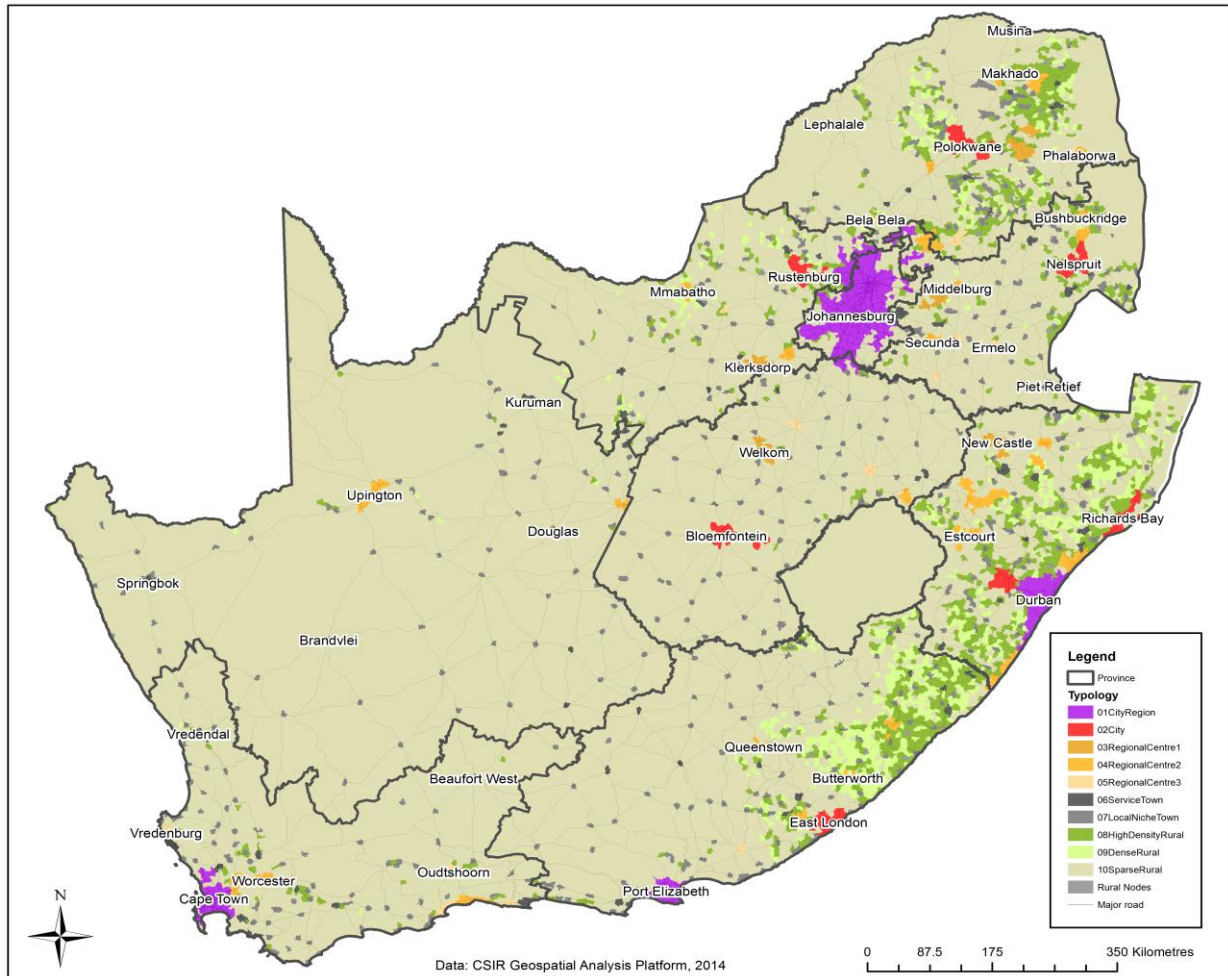 Musina
Makhado
Lephalale
Polokwane
Phalaborwa
Bela Bela
Bushbuckridge
Rustenburg
Nelspruit
Mmabatho
Middelburg
Johannesburg
Secunda
Ermelo
Klerksdorp
Piet Retief
Kuruman
New Castle
Welkom
Upington
Richards Bay
Douglas
Bloemfontein
Estcourt
Springbok
Durban
Brandvlei
Vredendal
Queenstown
Beaufort West
Butterworth
Vredenburg
East London
Oudtshoorn
Worcester
Port Elizabeth
Cape Town
Legend
Province
Typology
01CityRegion
02City
03RegionalCentre1
04RegionalCentre2
05RegionalCentre3
06ServiceTown
07LocalNicheTown
08HighDensityRural
09DenseRural
10SparseRural
Rural Nodes
Major road
N
Data: CSIR Geospatial Analysis Platform, 2014
0 87.5 175 350 Kilometres